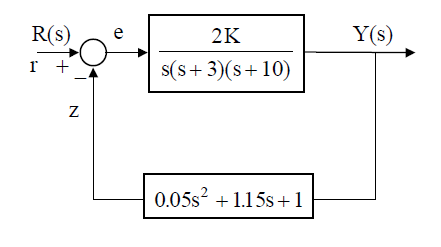 R(s) e 2K Y(s)
r + − s(s+3)(s+10)
z
0.05s² +1.15s+1